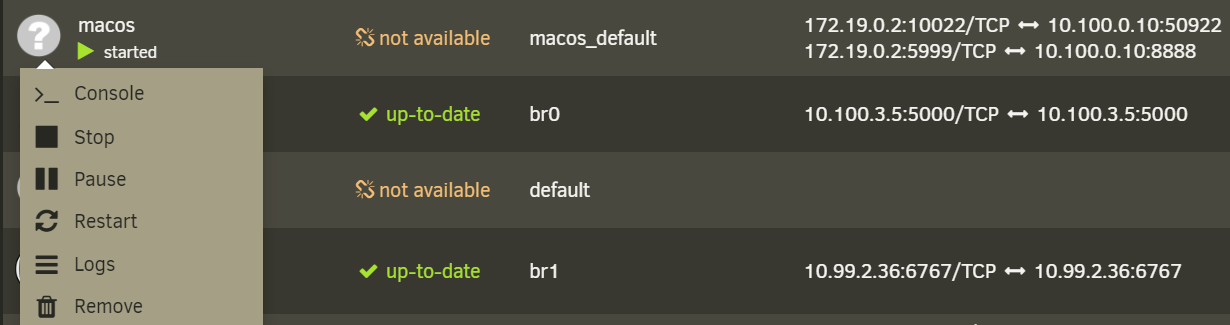 macos
started
not available
macos_default
172.19.0.2:10022/TCP ↔ 10.100.0.10:50922
172.19.0.2:5999/TCP ↔ 10.100.0.10:8888
Console
up-to-date
br0
10.100.3.5:5000/TCP ↔ 10.100.3.5:5000
Stop
Pause
not available
default
Restart
Logs
up-to-date
br1
10.99.2.36:6767/TCP ↔ 10.99.2.36:6767
Remove